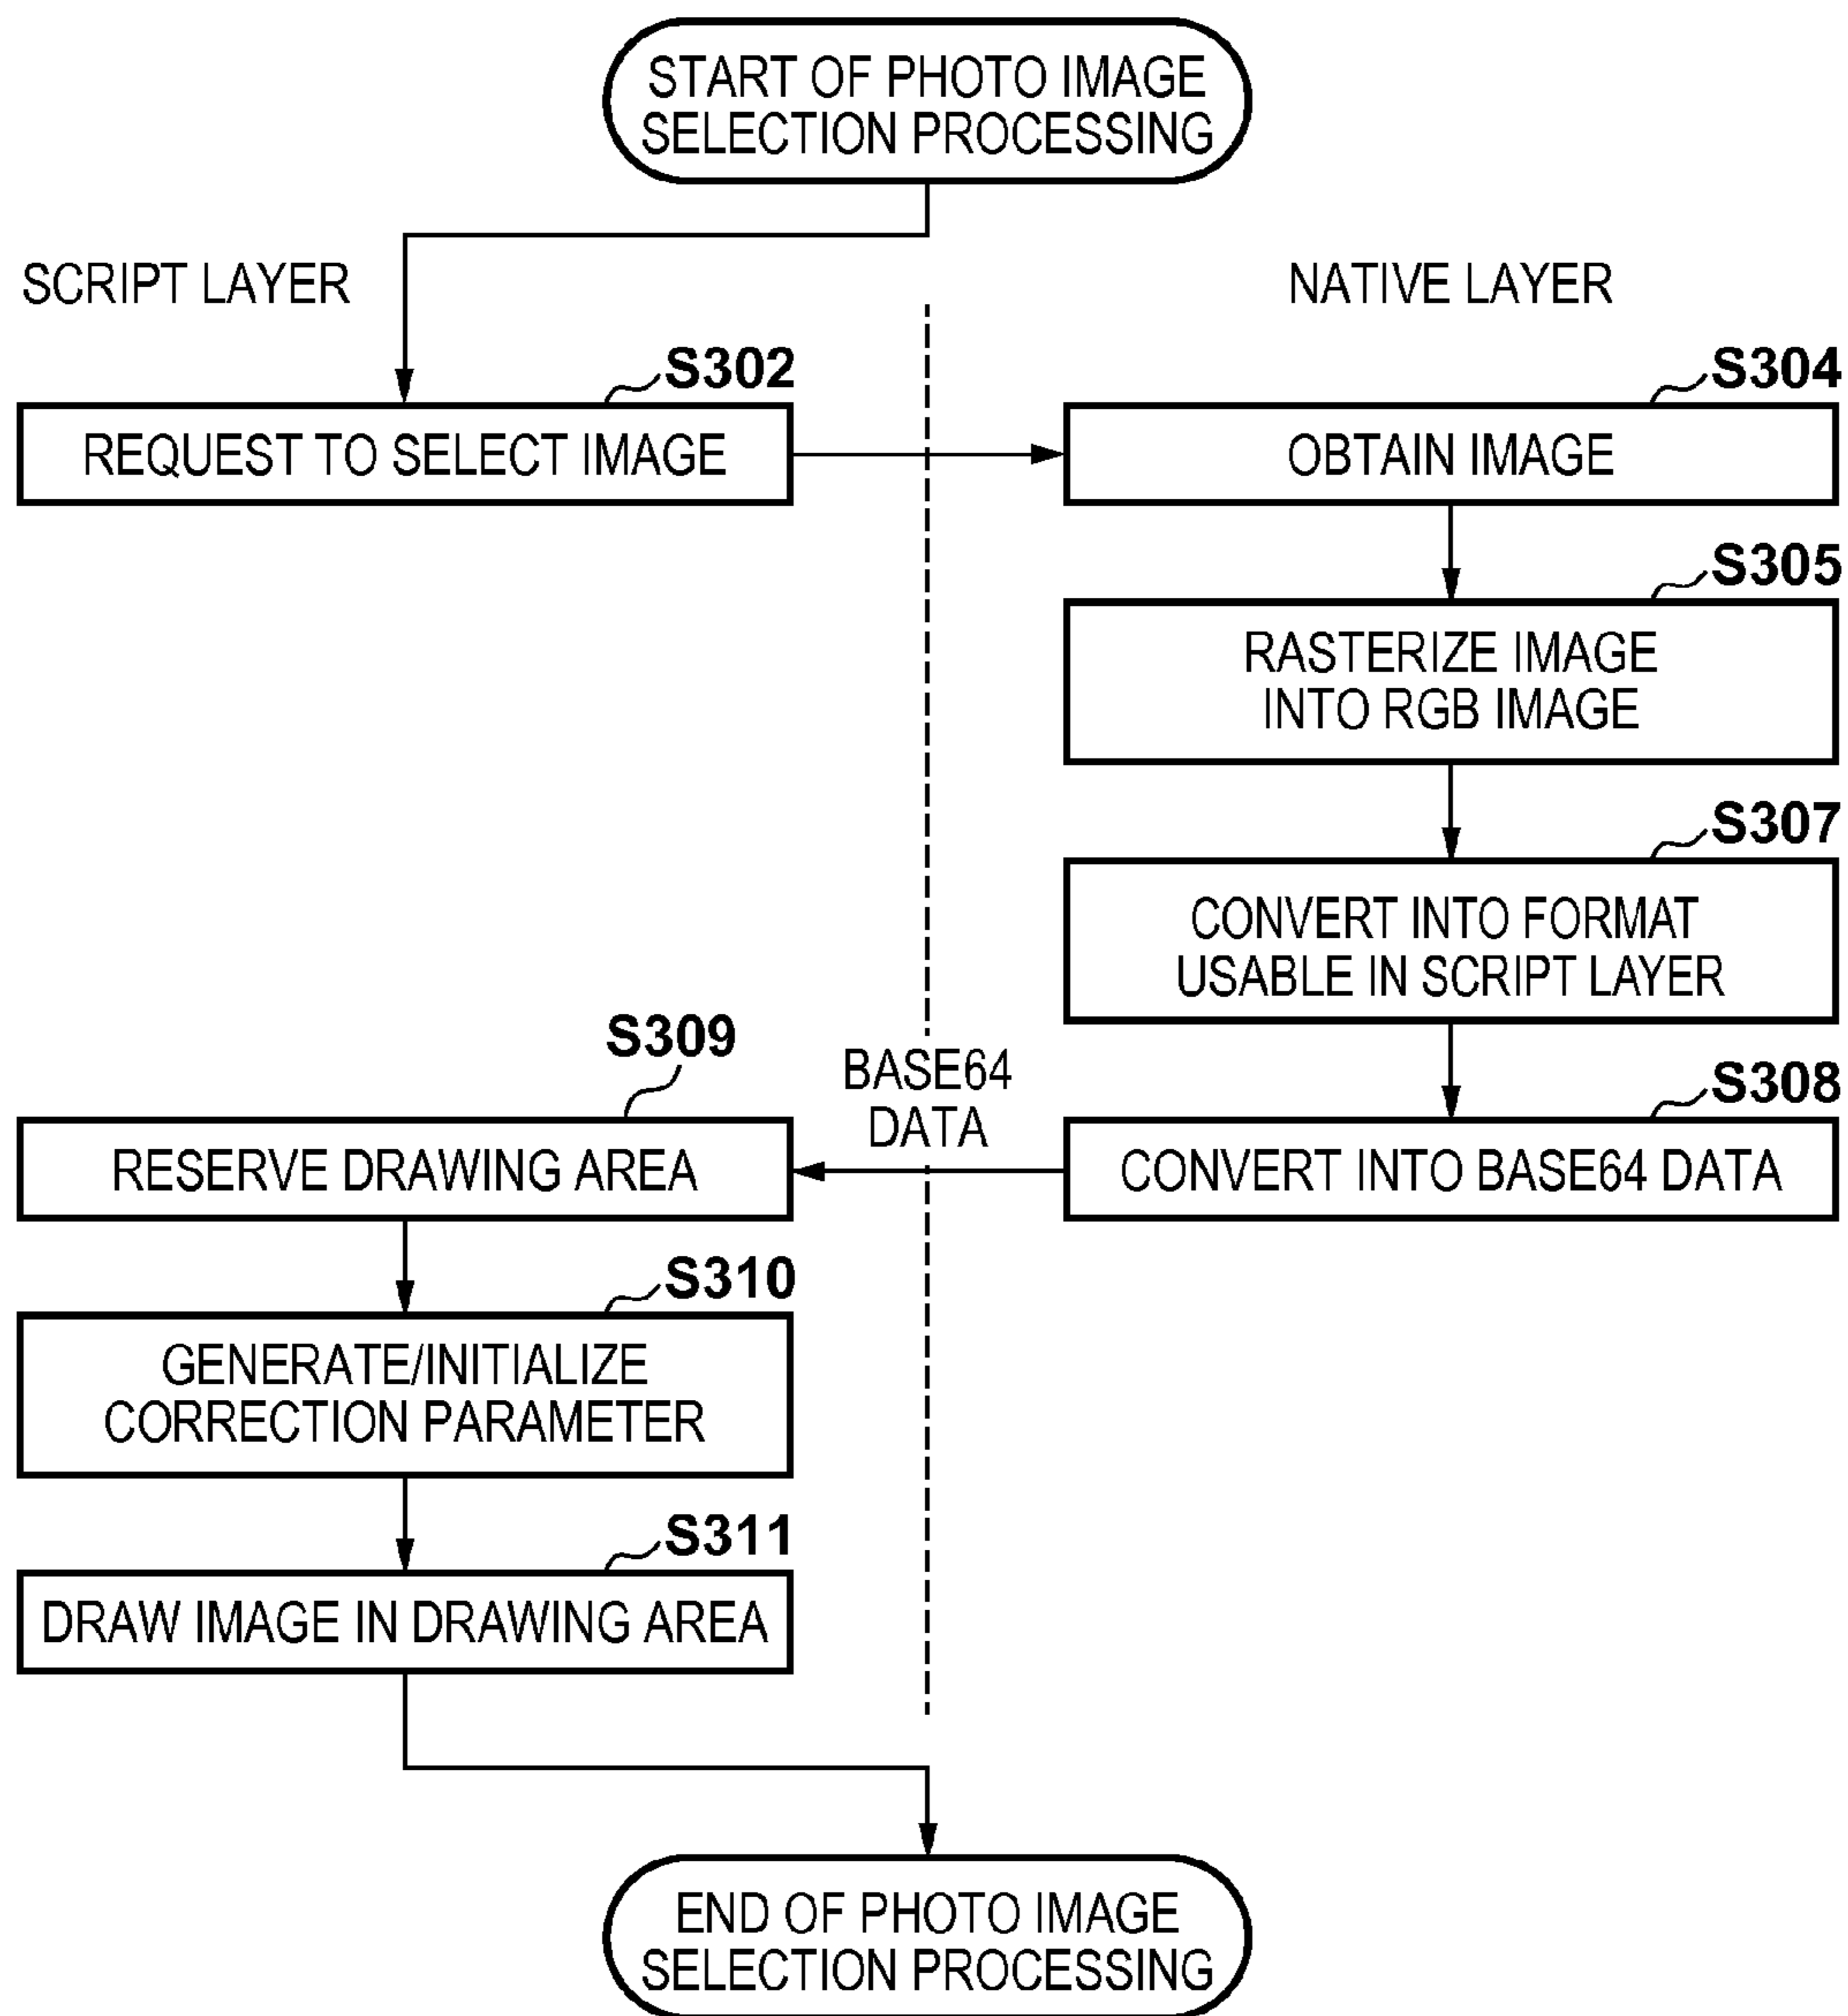 START OF PHOTO IMAGE
SELECTION PROCESSING
SCRIPT LAYER
NATIVE LAYER
S302
REQUEST TO SELECT IMAGE
S304
OBTAIN IMAGE
S305
RASTERIZE IMAGE
INTO RGB IMAGE
S307
CONVERT INTO FORMAT
USABLE IN SCRIPT LAYER
S308
CONVERT INTO BASE64 DATA
BASE64
DATA
S309
RESERVE DRAWING AREA
S310
GENERATE/INITIALIZE
CORRECTION PARAMETER
S311
DRAW IMAGE IN DRAWING AREA
END OF PHOTO IMAGE
SELECTION PROCESSING